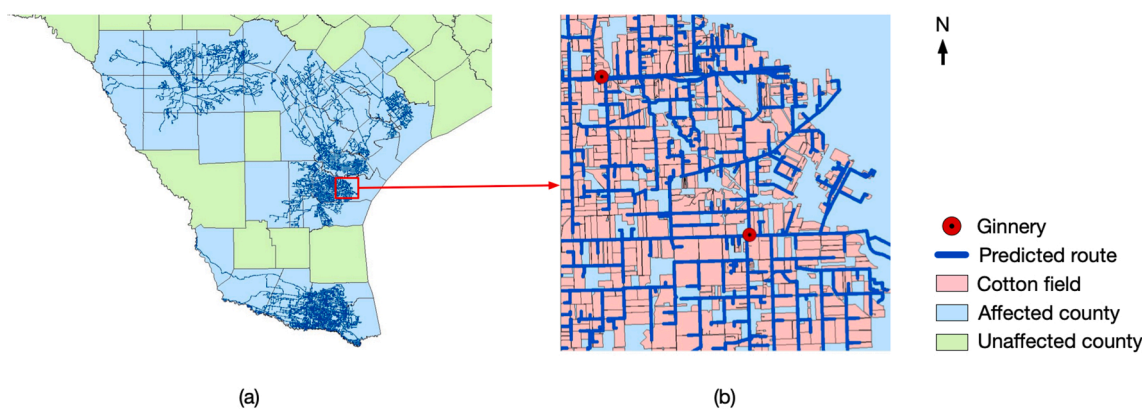 N
Ginnery
Predicted route
Cotton field
Affected county
Unaffected county
(a)
(b)